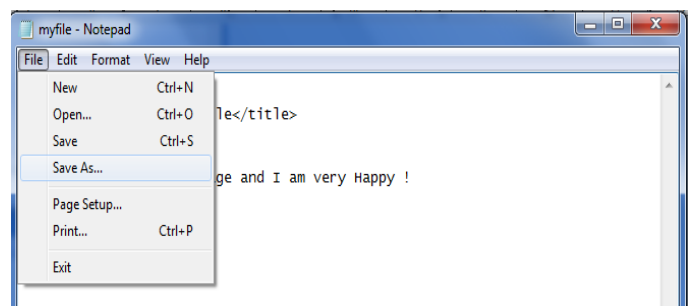 myfile - Notepad
File Edit Format View Help
New Ctrl+N
Open... Ctrl+O
le</title>
Save Ctrl+S
Save As...
ge and I am very Happy !
Page Setup...
Print... Ctrl+P
Exit